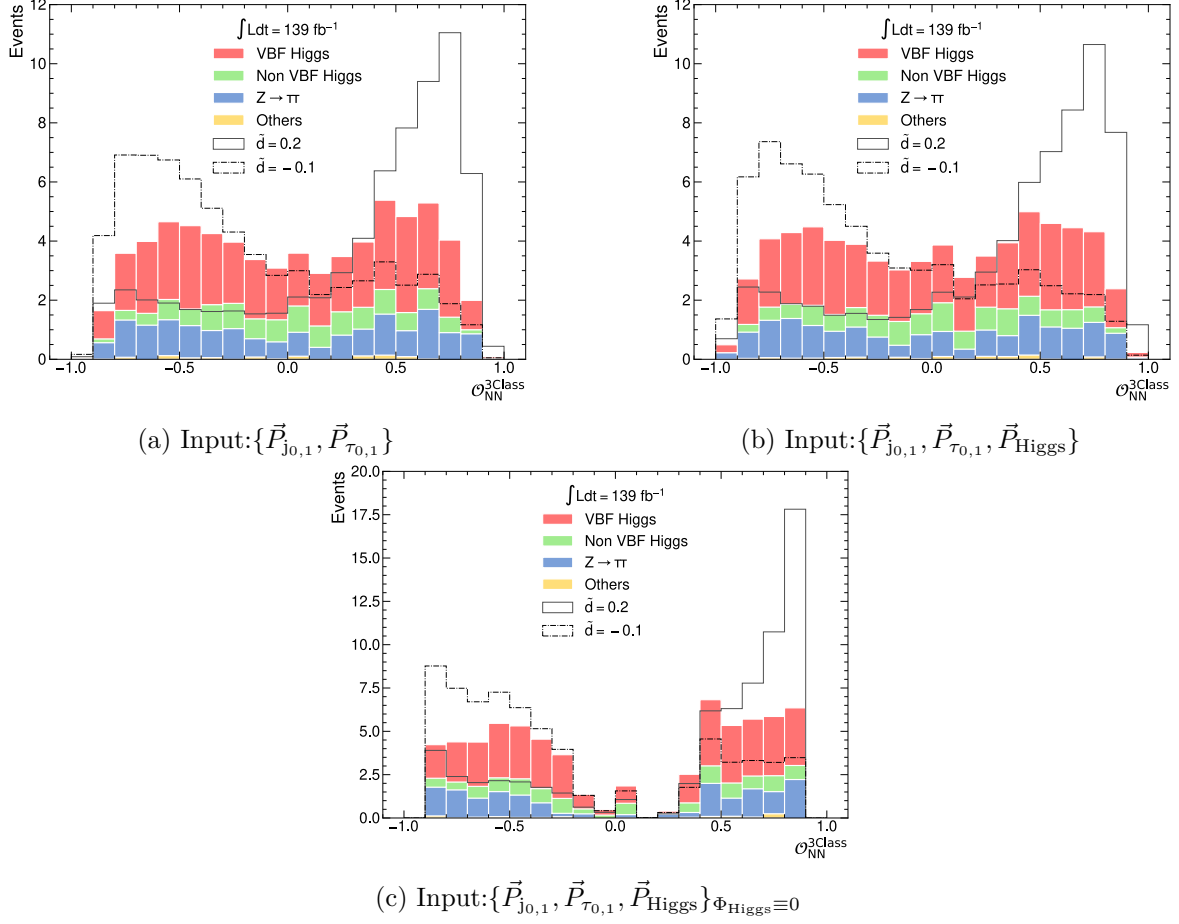 Events
12
10
8
6
4
2
0
−1.0
−0.5
0.0
0.5
1.0
∫Ldt = 139 fb⁻¹
VBF Higgs
Non VBF Higgs
Z → ττ
Others
d̃ = 0.2
d̃ = −0.1
𝒪_NN^3Class
(a) Input:{P⃗_j₀,₁, P⃗_τ₀,₁}
Events
12
10
8
6
4
2
0
−1.0
−0.5
0.0
0.5
1.0
∫Ldt = 139 fb⁻¹
VBF Higgs
Non VBF Higgs
Z → ττ
Others
d̃ = 0.2
d̃ = −0.1
𝒪_NN^3Class
(b) Input:{P⃗_j₀,₁, P⃗_τ₀,₁, P⃗_Higgs}
Events
20.0
17.5
15.0
12.5
10.0
7.5
5.0
2.5
0.0
−1.0
−0.5
0.0
0.5
1.0
∫Ldt = 139 fb⁻¹
VBF Higgs
Non VBF Higgs
Z → ττ
Others
d̃ = 0.2
d̃ = −0.1
𝒪_NN^3Class
(c) Input:{P⃗_j₀,₁, P⃗_τ₀,₁, P⃗_Higgs}_Φ_Higgs≡0